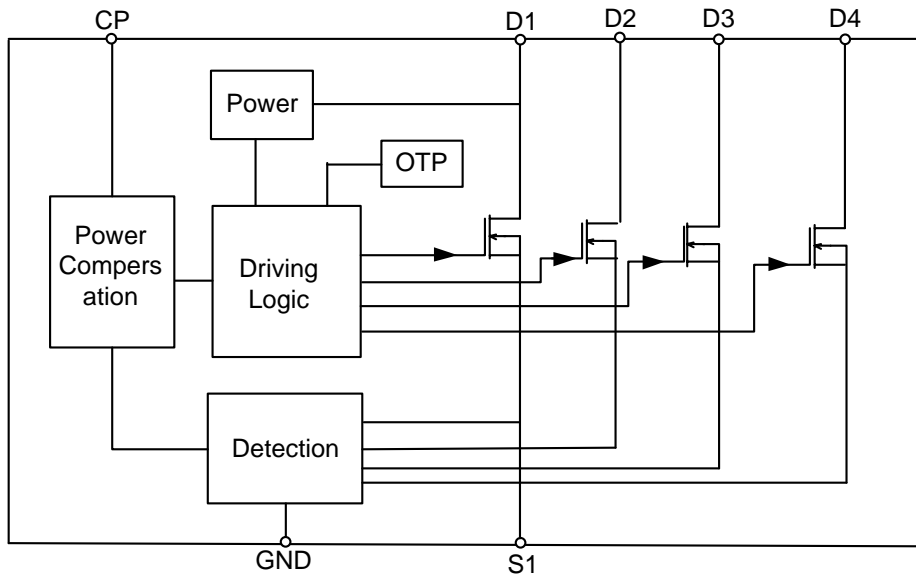 CP
D1
D2
D3
D4
Power
OTP
Power
Compers
ation
Driving
Logic
Detection
GND
S1